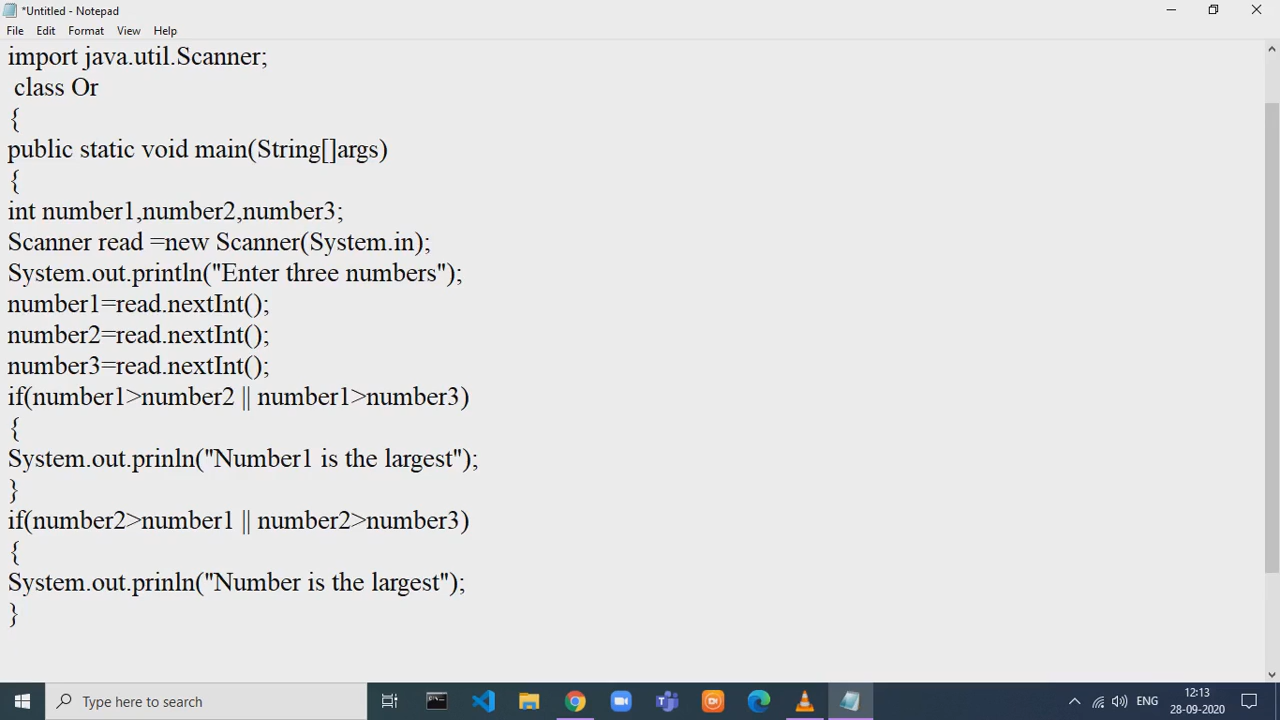 *Untitled - Notepad
File Edit Format View Help
import java.util.Scanner;
class Or
{
public static void main(String[]args)
{
int number1,number2,number3;
Scanner read =new Scanner(System.in);
System.out.println("Enter three numbers");
number1=read.nextInt();
number2=read.nextInt();
number3=read.nextInt();
if(number1>number2 || number1>number3)
{
System.out.prinln("Number1 is the largest");
}
if(number2>number1 || number2>number3)
{
System.out.prinln("Number is the largest");
}
Type here to search
ENG
12:13
28-09-2020